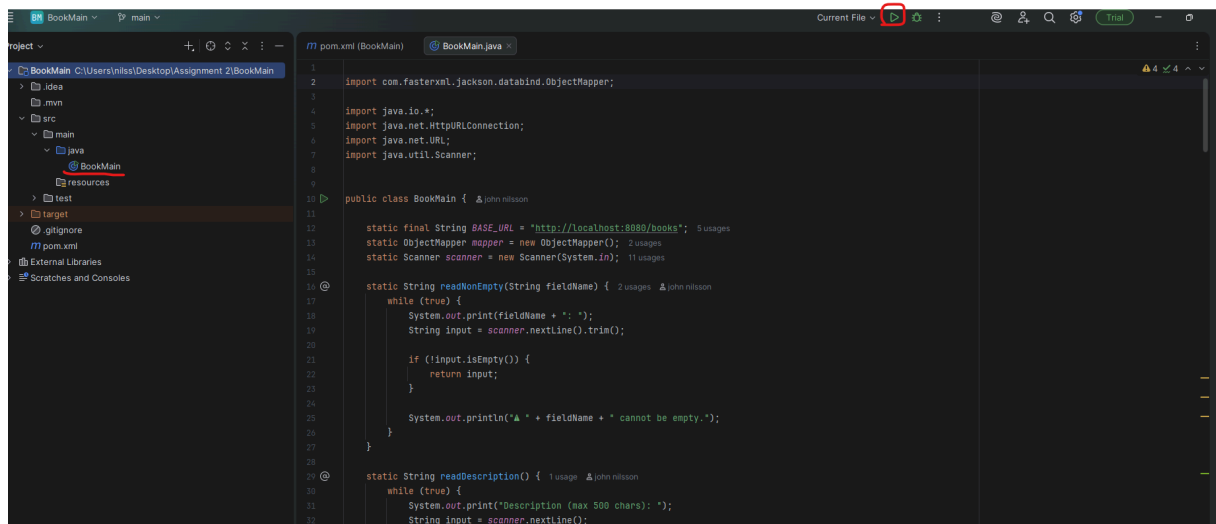 BM BookMain main Current File Trial
Project
pom.xml (BookMain) BookMain.java
BookMain C:\Users\nilss\Desktop\Assignment 2\BookMain
.idea
.mvn
src
main
java
BookMain
resources
test
target
.gitignore
m pom.xml
External Libraries
Scratches and Consoles
4 4
1
2 import com.fasterxml.jackson.databind.ObjectMapper;
3
4 import java.io.*;
5 import java.net.HttpURLConnection;
6 import java.net.URL;
7 import java.util.Scanner;
8
9
10 public class BookMain { john nilsson
11
12 static final String BASE_URL = "http://localhost:8080/books"; 5 usages
13 static ObjectMapper mapper = new ObjectMapper(); 2 usages
14 static Scanner scanner = new Scanner(System.in); 11 usages
15
16 @ static String readNonEmpty(String fieldName) { 2 usages john nilsson
17 while (true) {
18 System.out.print(fieldName + ": ");
19 String input = scanner.nextLine().trim();
20
21 if (!input.isEmpty()) {
22 return input;
23 }
24
25 System.out.println("⚠ " + fieldName + " cannot be empty.");
26 }
27 }
28
29 @ static String readDescription() { 1 usage john nilsson
30 while (true) {
31 System.out.print("Description (max 500 chars): ");
32 String input = scanner.nextLine();